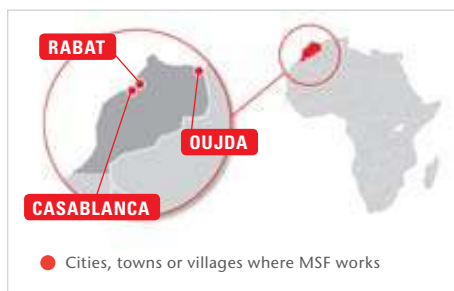 RABAT
OUJDA
CASABLANCA
Cities, towns or villages where MSF works